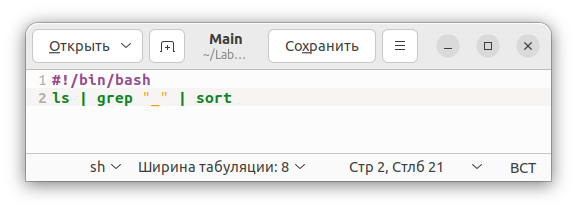 Открыть
Main
~/Lab...
Сохранить
1 #!/bin/bash
2 ls | grep "_" | sort
sh Ширина табуляции: 8 Стр 2, Стлб 21 ВСТ